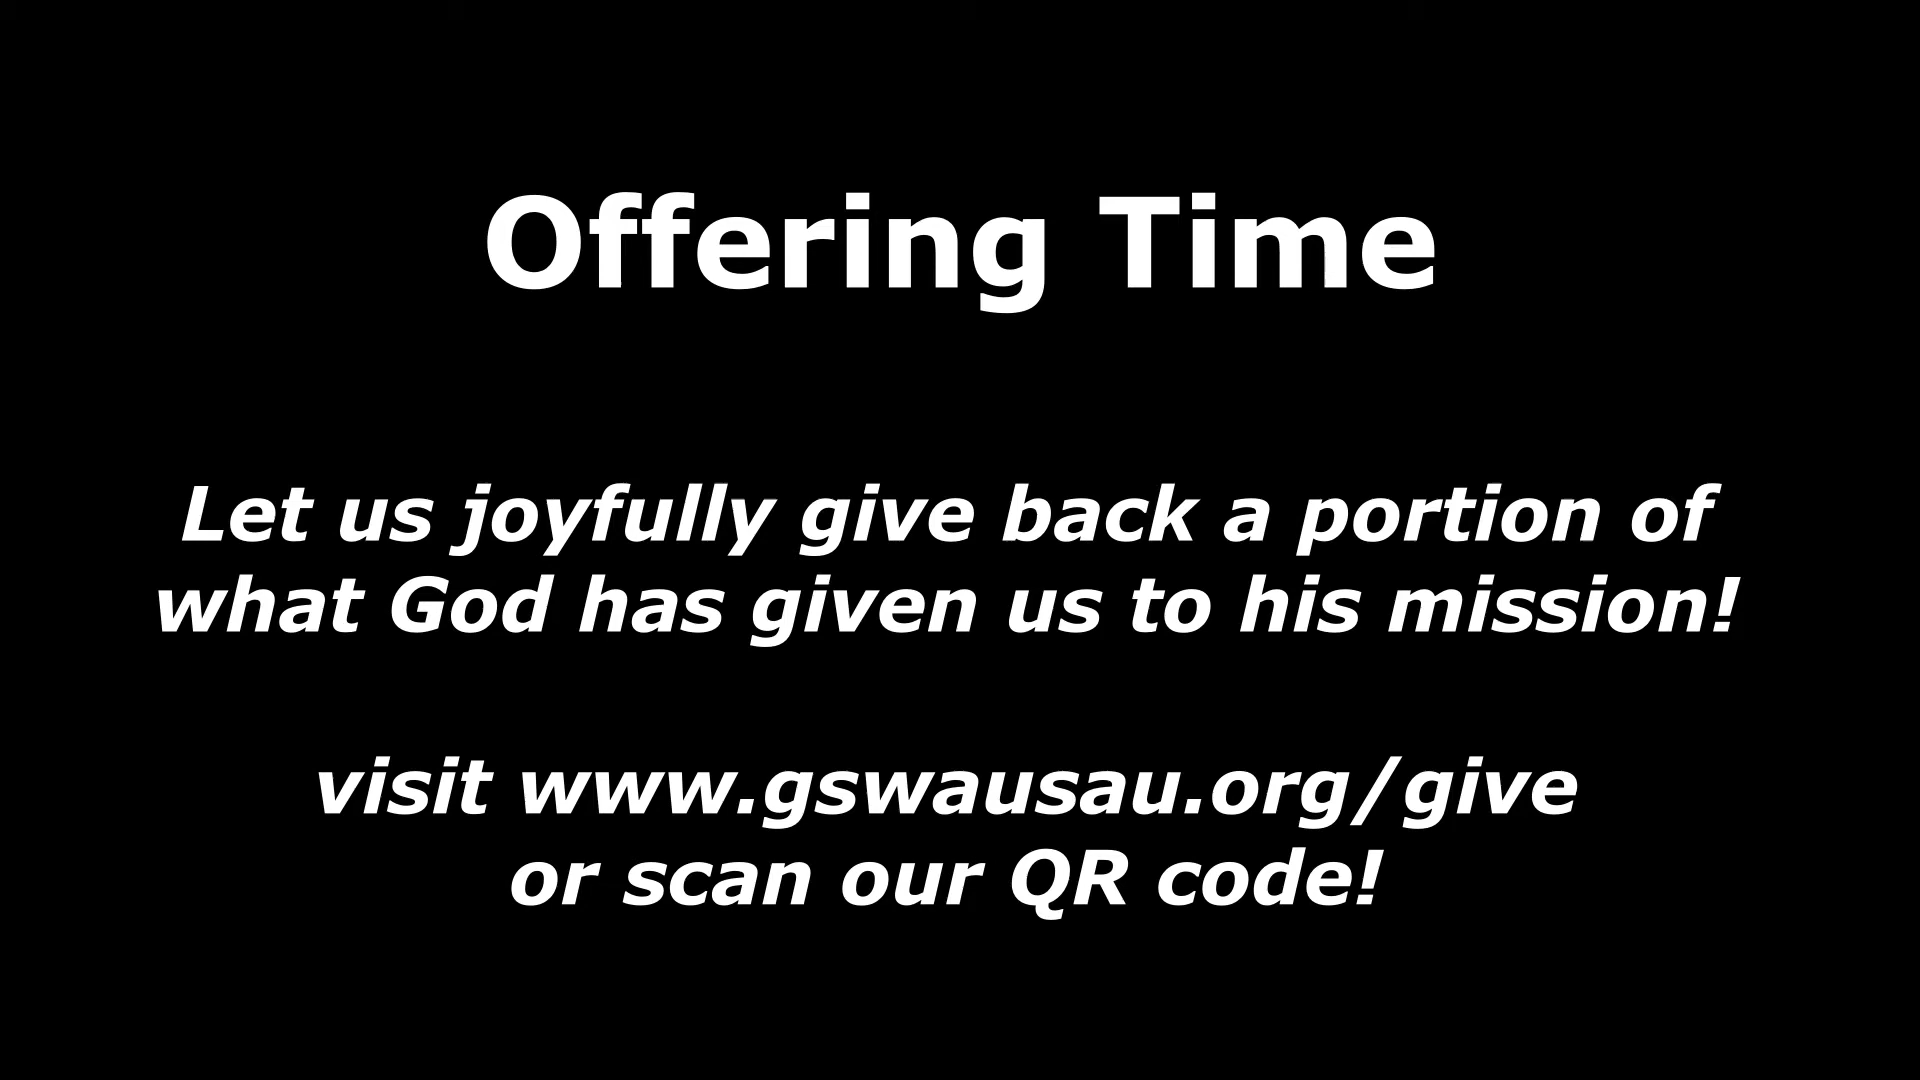 Offering Time
Let us joyfully give back a portion of
what God has given us to his mission!
visit www.gswausau.org/give
or scan our QR code!